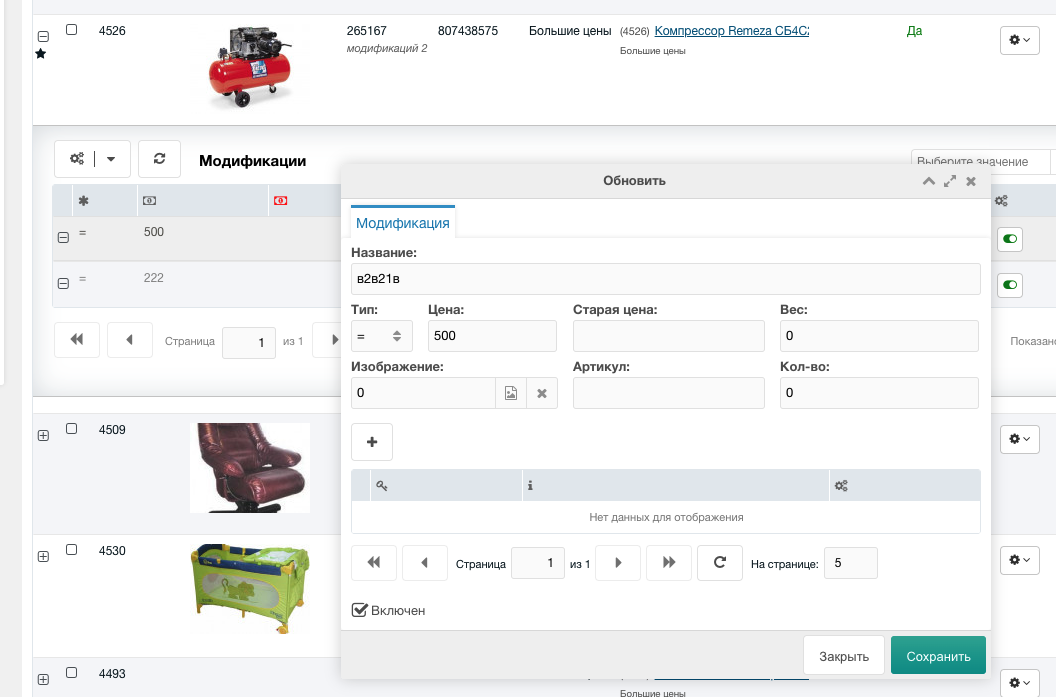 4526
265167
807438575
Большие цены
(4526) Компрессор Remeza СБ4С
Да
модификаций 2
Большие цены
Модификации
Выберите значение
Обновить
=
500
=
222
Страница
1
из 1
Показано
Модификация
Название:
в2в21в
Тип:
Цена:
Старая цена:
Вес:
=
500
0
Изображение:
Артикул:
Кол-во:
0
0
+
Нет данных для отображения
Страница
1
из 1
На странице:
5
Включен
Закрыть
Сохранить
4509
4530
4493
Большие цены